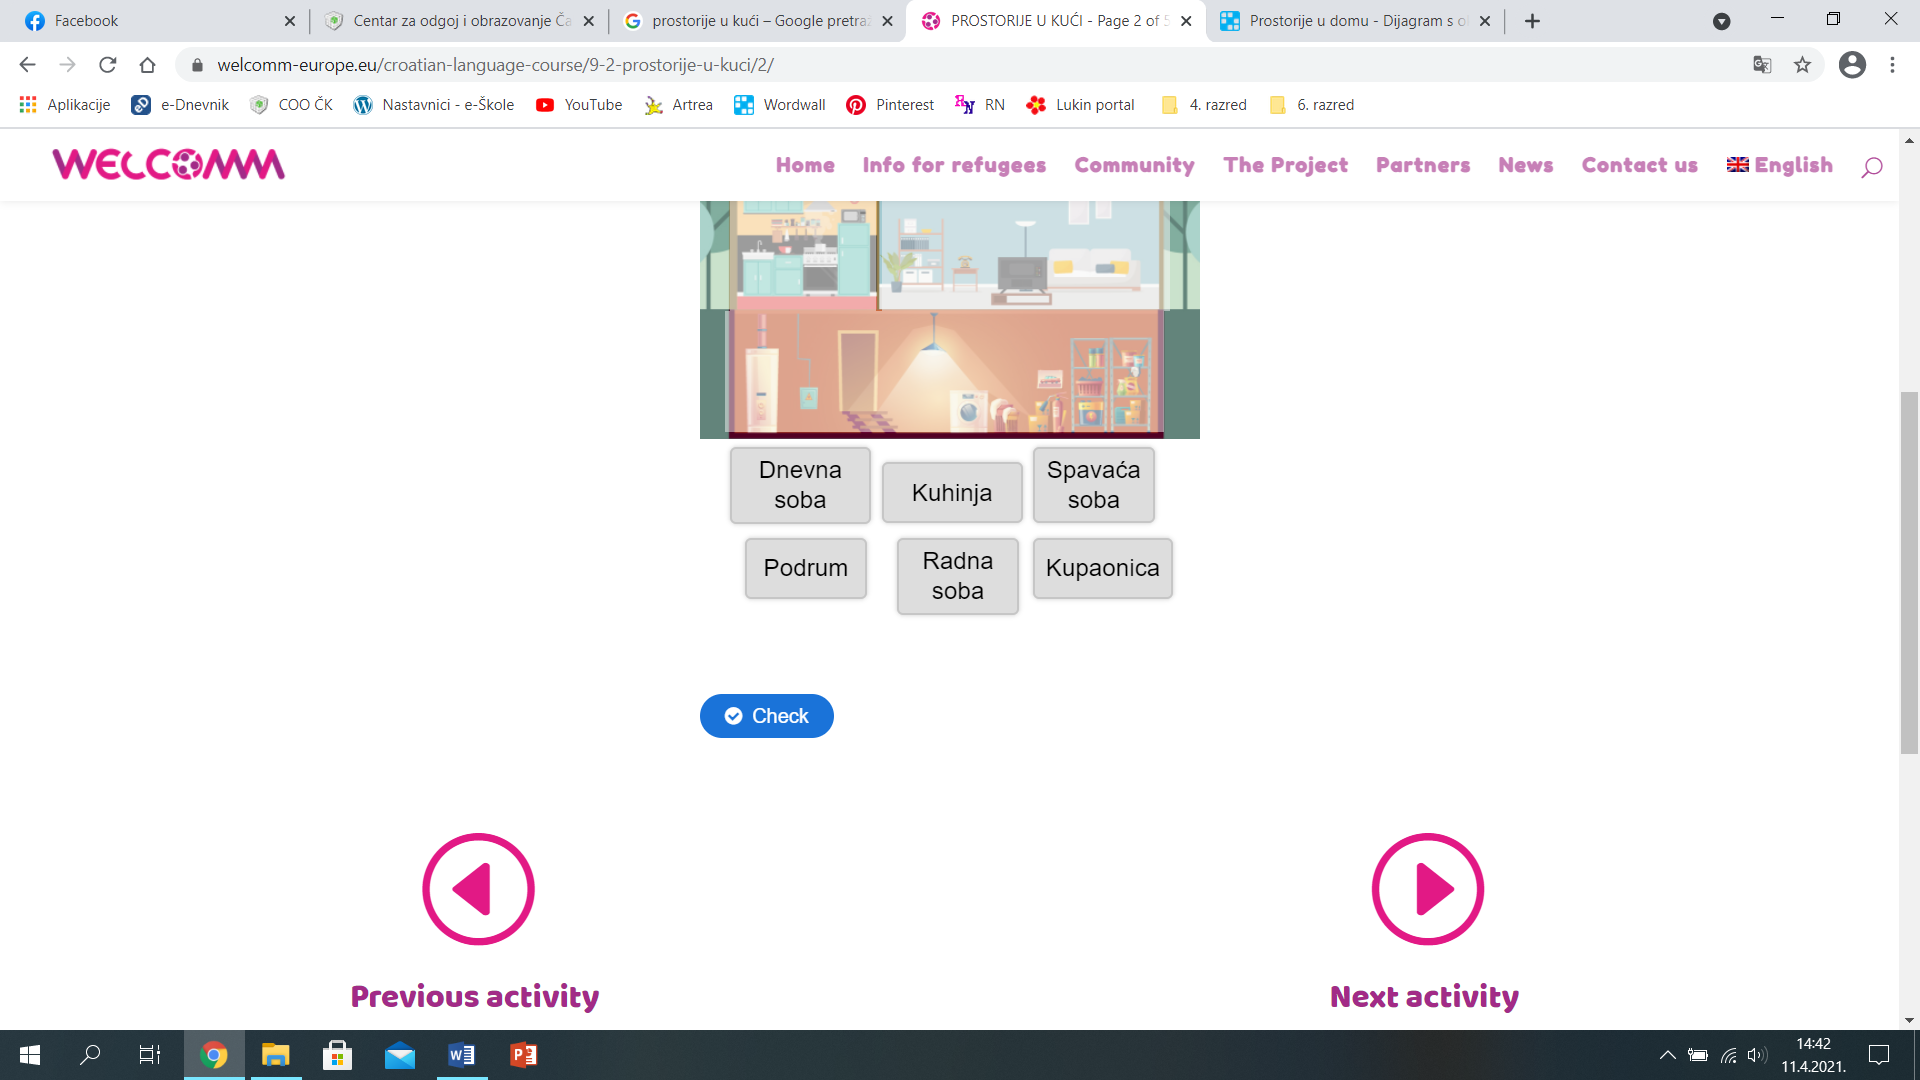 Facebook
Centar za odgoj i obrazovanje Ča
prostorije u kući – Google pretra
PROSTORIJE U KUĆI - Page 2 of 5
Prostorije u domu - Dijagram s o
welcomm-europe.eu/croatian-language-course/9-2-prostorije-u-kuci/2/
Aplikacije e-Dnevnik COO ČK Nastavnici - e-Škole YouTube Artrea Wordwall Pinterest RN Lukin portal 4. razred 6. razred
WELCOMM
Home Info for refugees Community The Project Partners News Contact us English
Dnevna
soba
Kuhinja
Spavaća
soba
Podrum
Radna
soba
Kupaonica
Check
Previous activity
Next activity
14:42
11.4.2021.